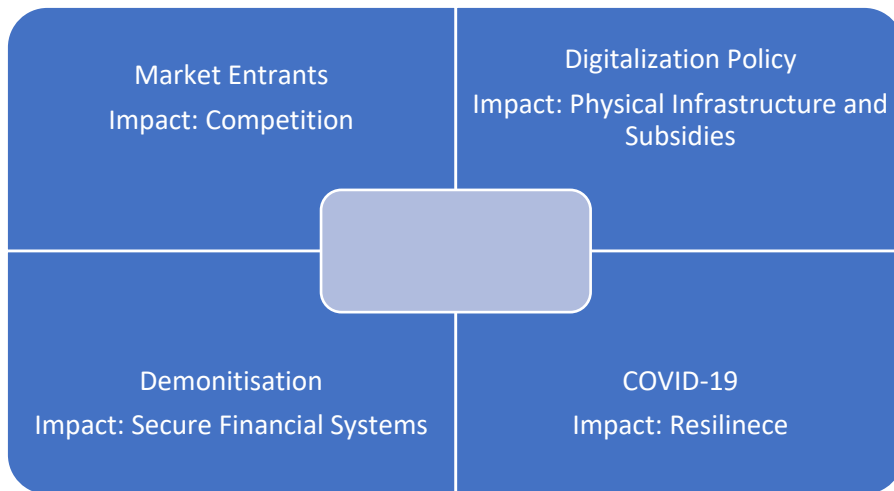 Market Entrants
Impact: Competition
Digitalization Policy
Impact: Physical Infrastructure and
Subsidies
Demonitisation
Impact: Secure Financial Systems
COVID-19
Impact: Resilinece